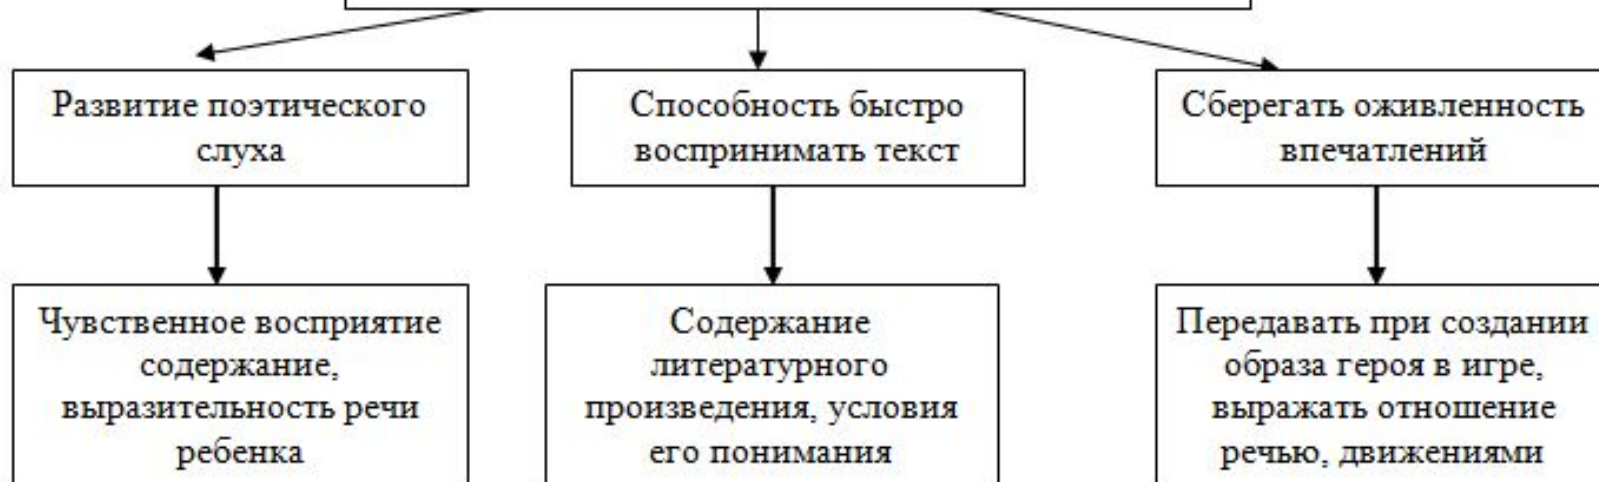 Развитие поэтического
слуха
Способность быстро
воспринимать текст
Сберегать оживленность
впечатлений
Чувственное восприятие
содержание,
выразительность речи
ребенка
Содержание
литературного
произведения, условия
его понимания
Передавать при создании
образа героя в игре,
выражать отношение
речью, движениями